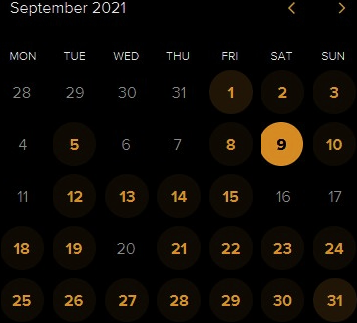 September 2021
MON TUE WED THU FRI SAT SUN
28 29 30 31 1 2 3
4 5 6 7 8 9 10
11 12 13 14 15 16 17
18 19 20 21 22 23 24
25 26 27 28 29 30 31